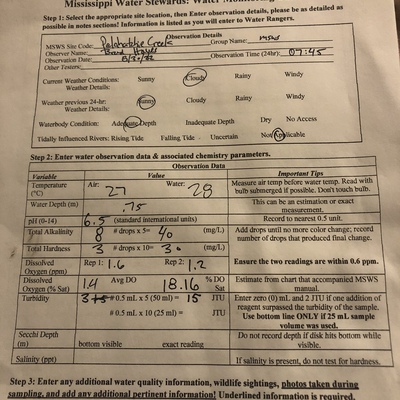 Mississippi Water Stewards: Water Monitoring
Step 1: Select the appropriate site location, then Enter observation details, please be as detailed as
possible in notes sections! Information is listed as you will enter to Water Rangers.
Observation Details
MSWS Site Code: Pelahatchie Creek Group Name: MSWS
Observer Name: Hayes
Observation Date: 8/30/22 Observation Time (24hr): 07:45
Other Testers:
Current Weather Conditions: Sunny Cloudy Rain Windy
Weather Details:
Weather previous 24-hr: Sunny Cloudy Rain Windy
Weather Details:
Waterbody Condition: Adequate Depth Inadequate Depth Dry No Access
Tidally Influenced Rivers: Rising Tide Falling Tide Uncertain Not Applicable
Step 2: Enter water observation data & associated chemistry parameters.
Observation Data
Variable Value Important Tips
Temperature (°C) Air: 27 Water: 28 Measure air temp before water temp. Read with
bulb submerged if possible. Don't touch bulb.
Water Depth (m) .75 This can be an estimation or exact
measurement.
pH (0-14) 6.5 (standard international units) Record to nearest 0.5 unit.
Total Alkalinity 8 # drops x 5= 40 (mg/L) Add drops until no more color change; record
Total Hardness 3 # drops x 10= 30 (mg/L) number of drops that produced final change.
Dissolved Oxygen (ppm) Rep 1: 1.6 Rep 2: 1.2 Ensure the two readings are within 0.6 ppm.
Dissolved Oxygen (% Sat) 1.4 Avg DO 18.16 % DO Sat Estimate from chart that accompanied MSWS
manual.
Turbidity 3 # 0.5 mL x 5 (50 ml) = 15 JTU Enter zero (0) mL and 2 JTU if one addition of
reagent surpassed the turbidity of the sample.
# 0.5 mL x 10 (25 ml) = JTU Use bottom line ONLY if 25 mL sample
volume was used.
Secchi Depth (m) bottom visible exact reading Do not record depth if disk hits bottom while
visible.
Salinity (ppt) If salinity is present, do not test for hardness.
Step 3: Enter any additional water quality information, wildlife sightings, photos taken during
sampling, and add any additional pertinent information! Underlined information is required.